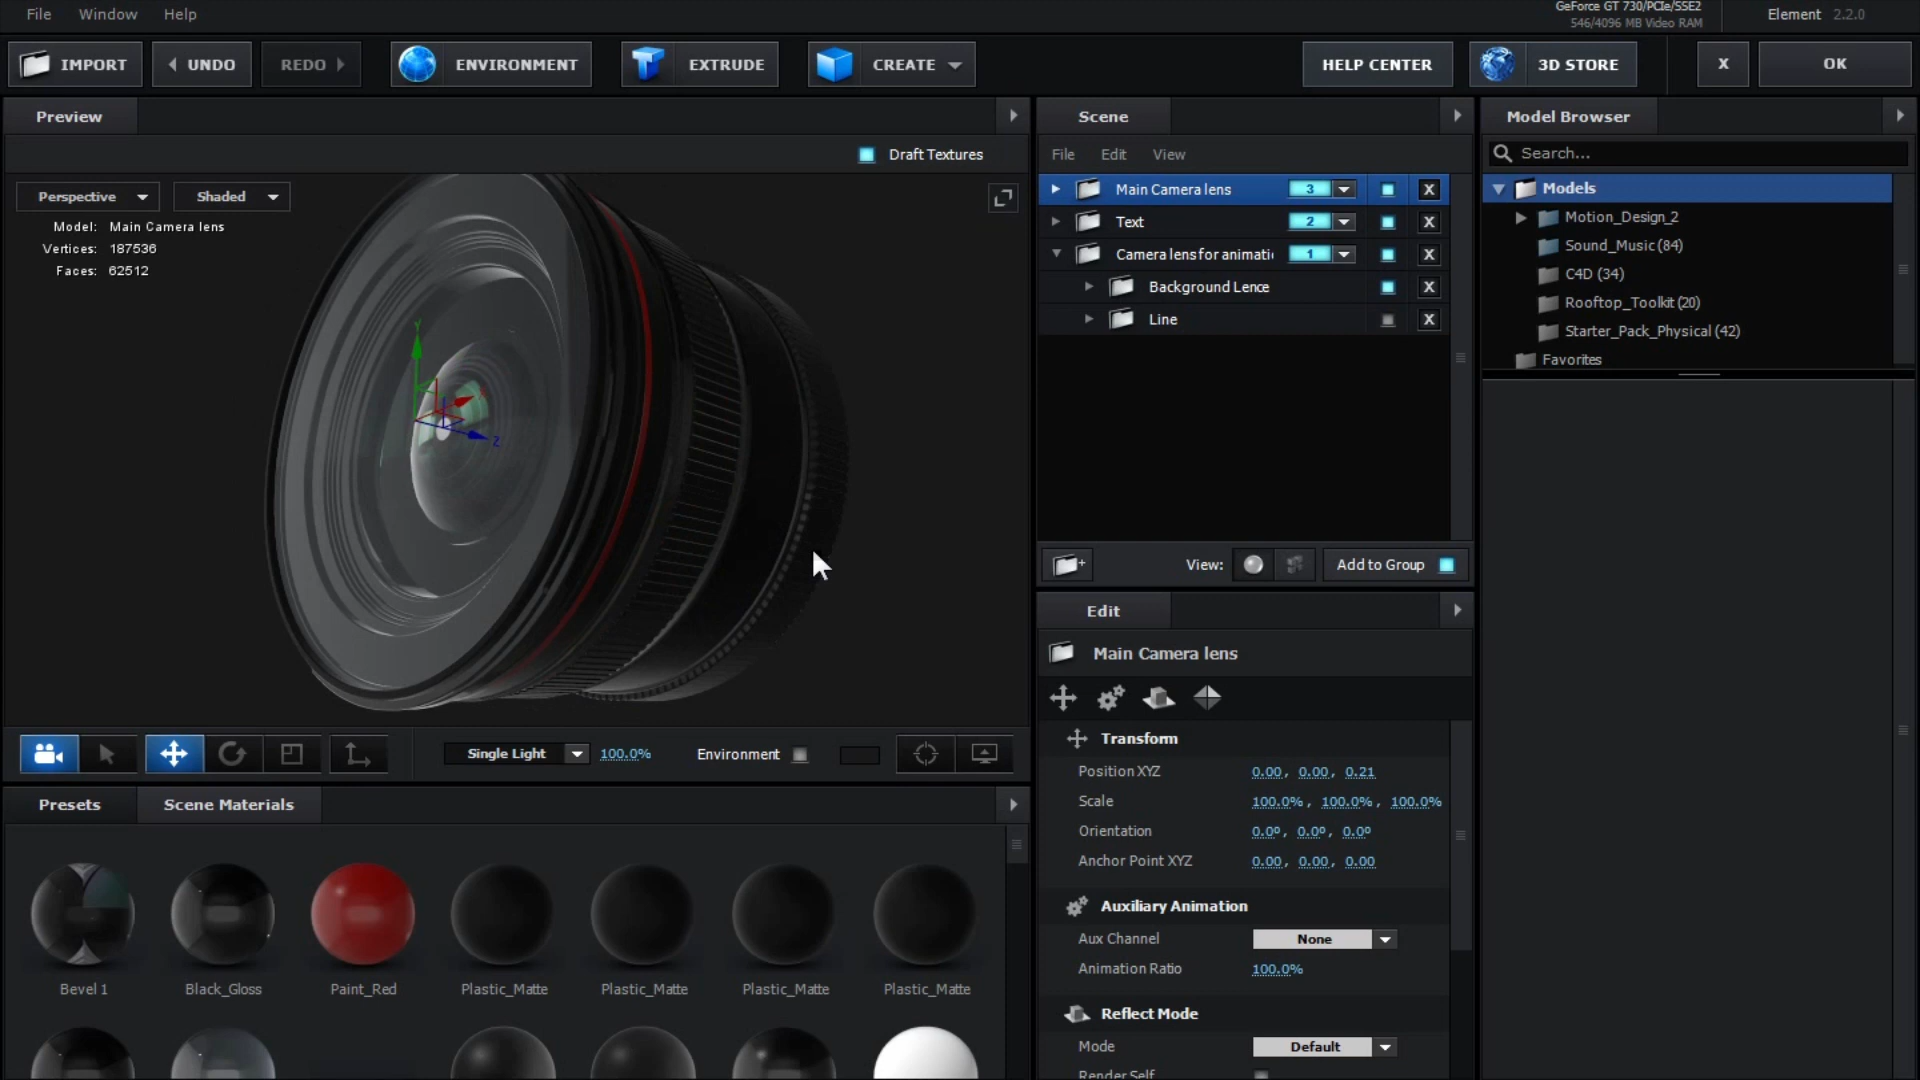 File Window Help
GeForce GT 730/PCIe/SSE2
546/4096 MB Video RAM
Element 2.2.0
IMPORT
UNDO
REDO
ENVIRONMENT
EXTRUDE
CREATE
HELP CENTER
3D STORE
X
OK
Preview
Draft Textures
Perspective
Shaded
Model: Main Camera lens
Vertices: 187536
Faces: 62512
Y
X
Z
Single Light
100.0%
Environment
Presets
Scene Materials
Bevel 1
Black_Gloss
Paint_Red
Plastic_Matte
Plastic_Matte
Plastic_Matte
Plastic_Matte
Scene
File Edit View
Main Camera lens 3 X
Text 2 X
Camera lens for animati 1 X
Background Lence X
Line X
View:
Add to Group
Edit
Main Camera lens
Transform
Position XYZ 0.00, 0.00, 0.21
Scale 100.0%, 100.0%, 100.0%
Orientation 0.0º, 0.0º, 0.0º
Anchor Point XYZ 0.00, 0.00, 0.00
Auxiliary Animation
Aux Channel None
Animation Ratio 100.0%
Reflect Mode
Mode Default
Render Self
Model Browser
Search...
Models
Motion_Design_2
Sound_Music (84)
C4D (34)
Rooftop_Toolkit (20)
Starter_Pack_Physical (42)
Favorites